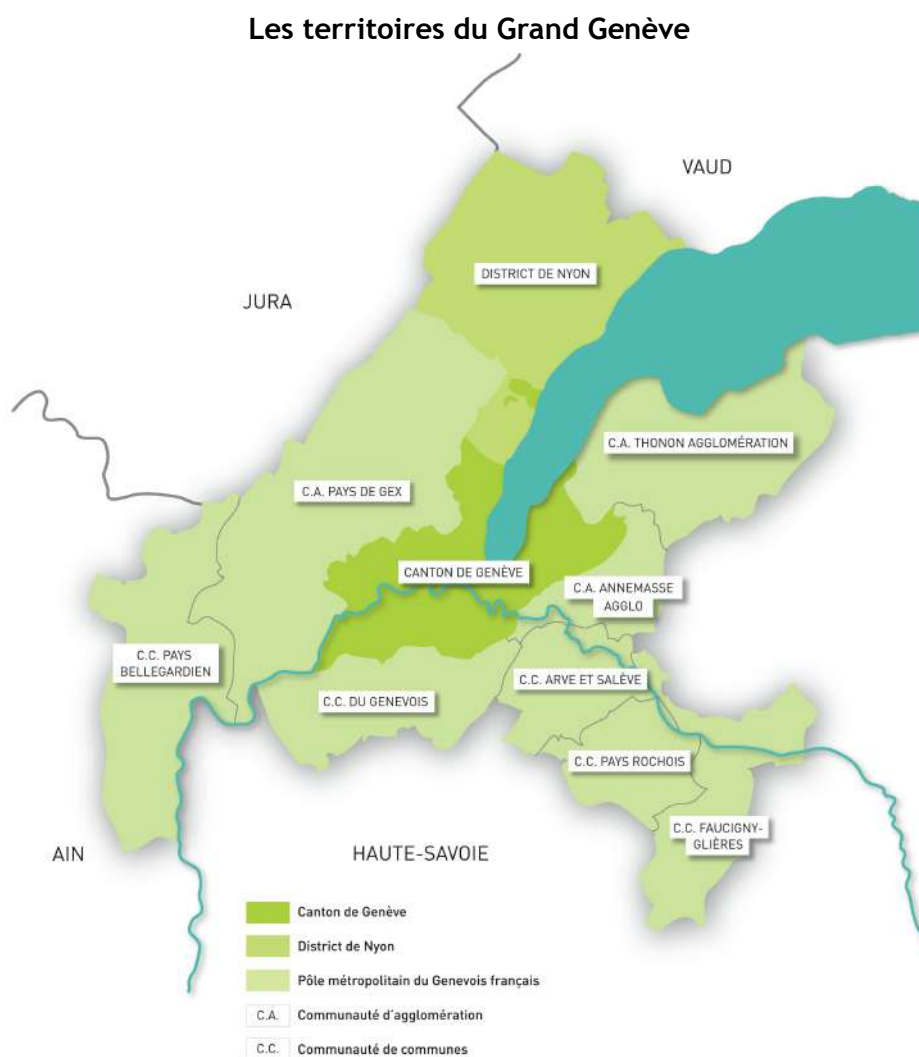 Les territoires du Grand Genève
VAUD
DISTRICT DE NYON
JURA
C.A. THONON AGGLOMÉRATION
C.A. PAYS DE GEX
CANTON DE GENÈVE
C.A. ANNEMASSE
AGGLO
C.C. PAYS
BELLEGARDIEN
C.C. ARVE ET SALÈVE
C.C. DU GENEVOIS
C.C. PAYS ROCHOIS
C.C. FAUCIGNY-
GLIÈRES
AIN
HAUTE-SAVOIE
Canton de Genève
District de Nyon
Pôle métropolitain du Genevois français
C.A. Communauté d'agglomération
C.C. Communauté de communes